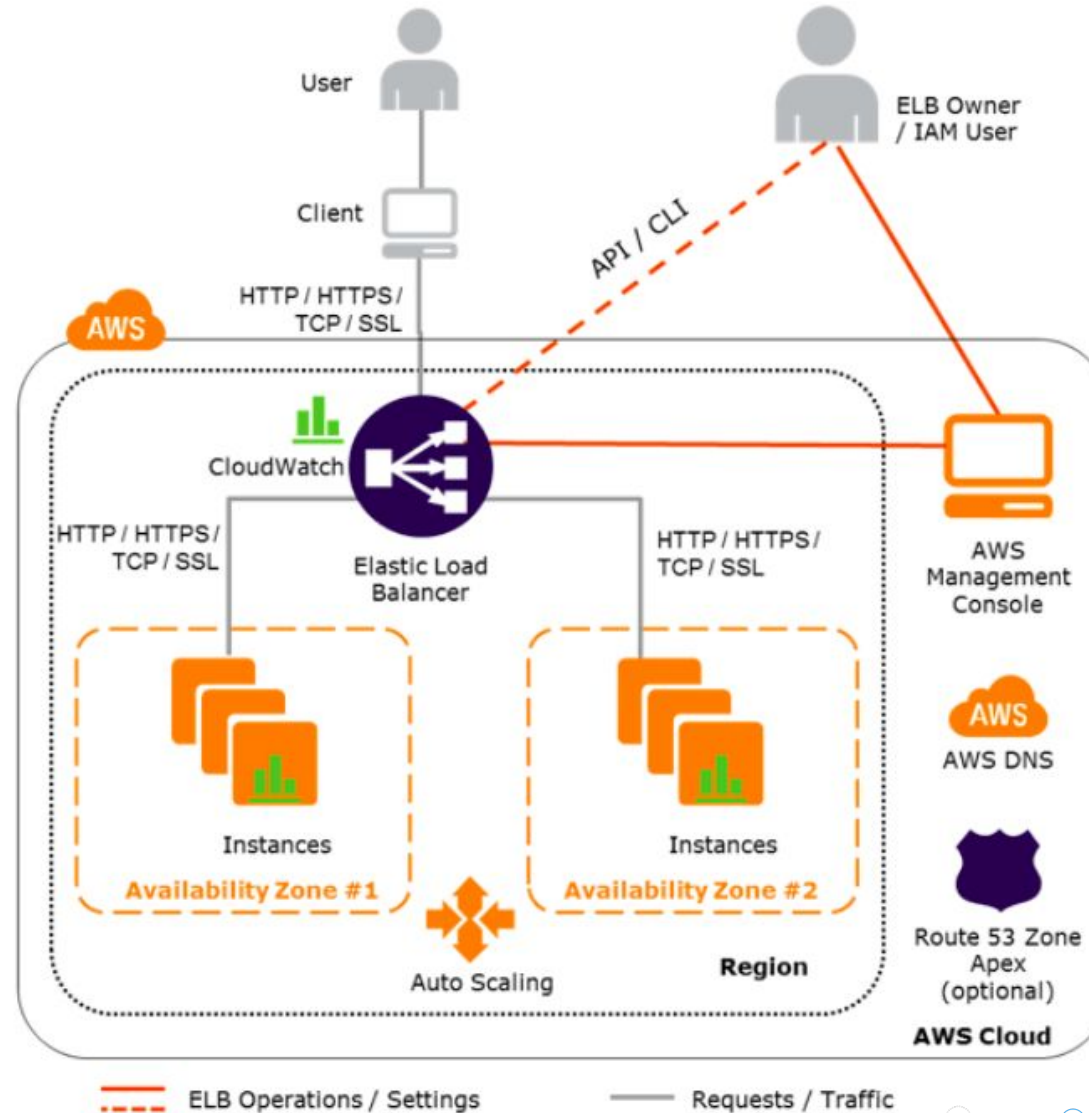 User
ELB Owner
/ IAM User
Client
API / CLI
HTTP / HTTPS /
TCP / SSL
AWS
CloudWatch
HTTP / HTTPS /
TCP / SSL
Elastic Load
Balancer
HTTP / HTTPS /
TCP / SSL
AWS
Management
Console
AWS
AWS DNS
Instances
Availability Zone #1
Instances
Availability Zone #2
Auto Scaling
Region
Route 53 Zone
Apex
(optional)
AWS Cloud
ELB Operations / Settings
Requests / Traffic